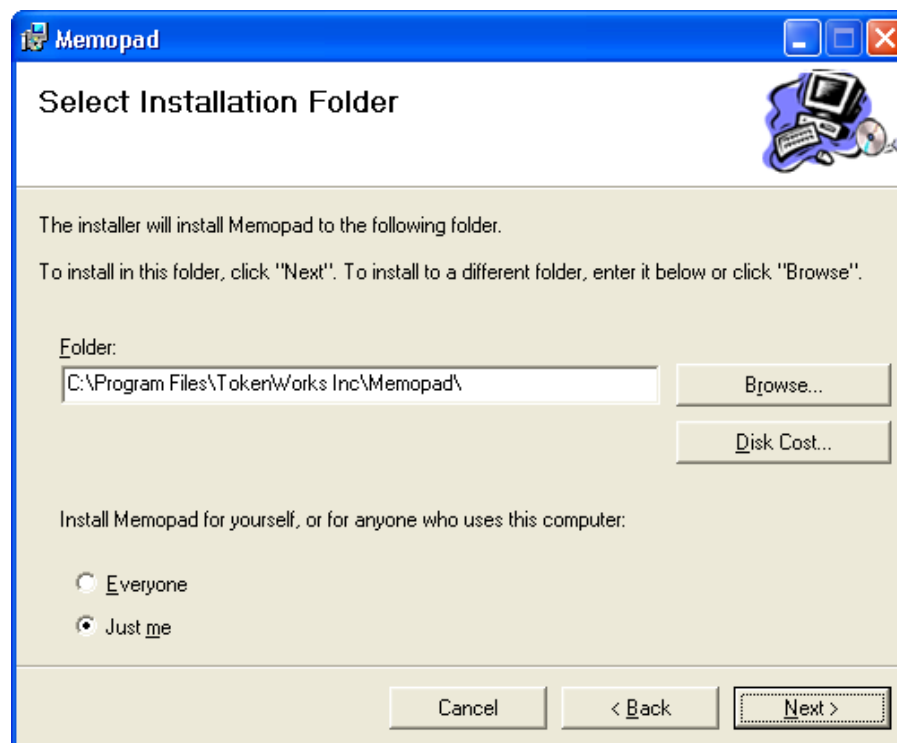 Memopad
Select Installation Folder
The installer will install Memopad to the following folder.
To install in this folder, click "Next". To install to a different folder, enter it below or click "Browse".
Folder:
C:\Program Files\TokenWorks Inc\Memopad\
Browse...
Disk Cost...
Install Memopad for yourself, or for anyone who uses this computer:
Everyone
Just me
Cancel
< Back
Next >